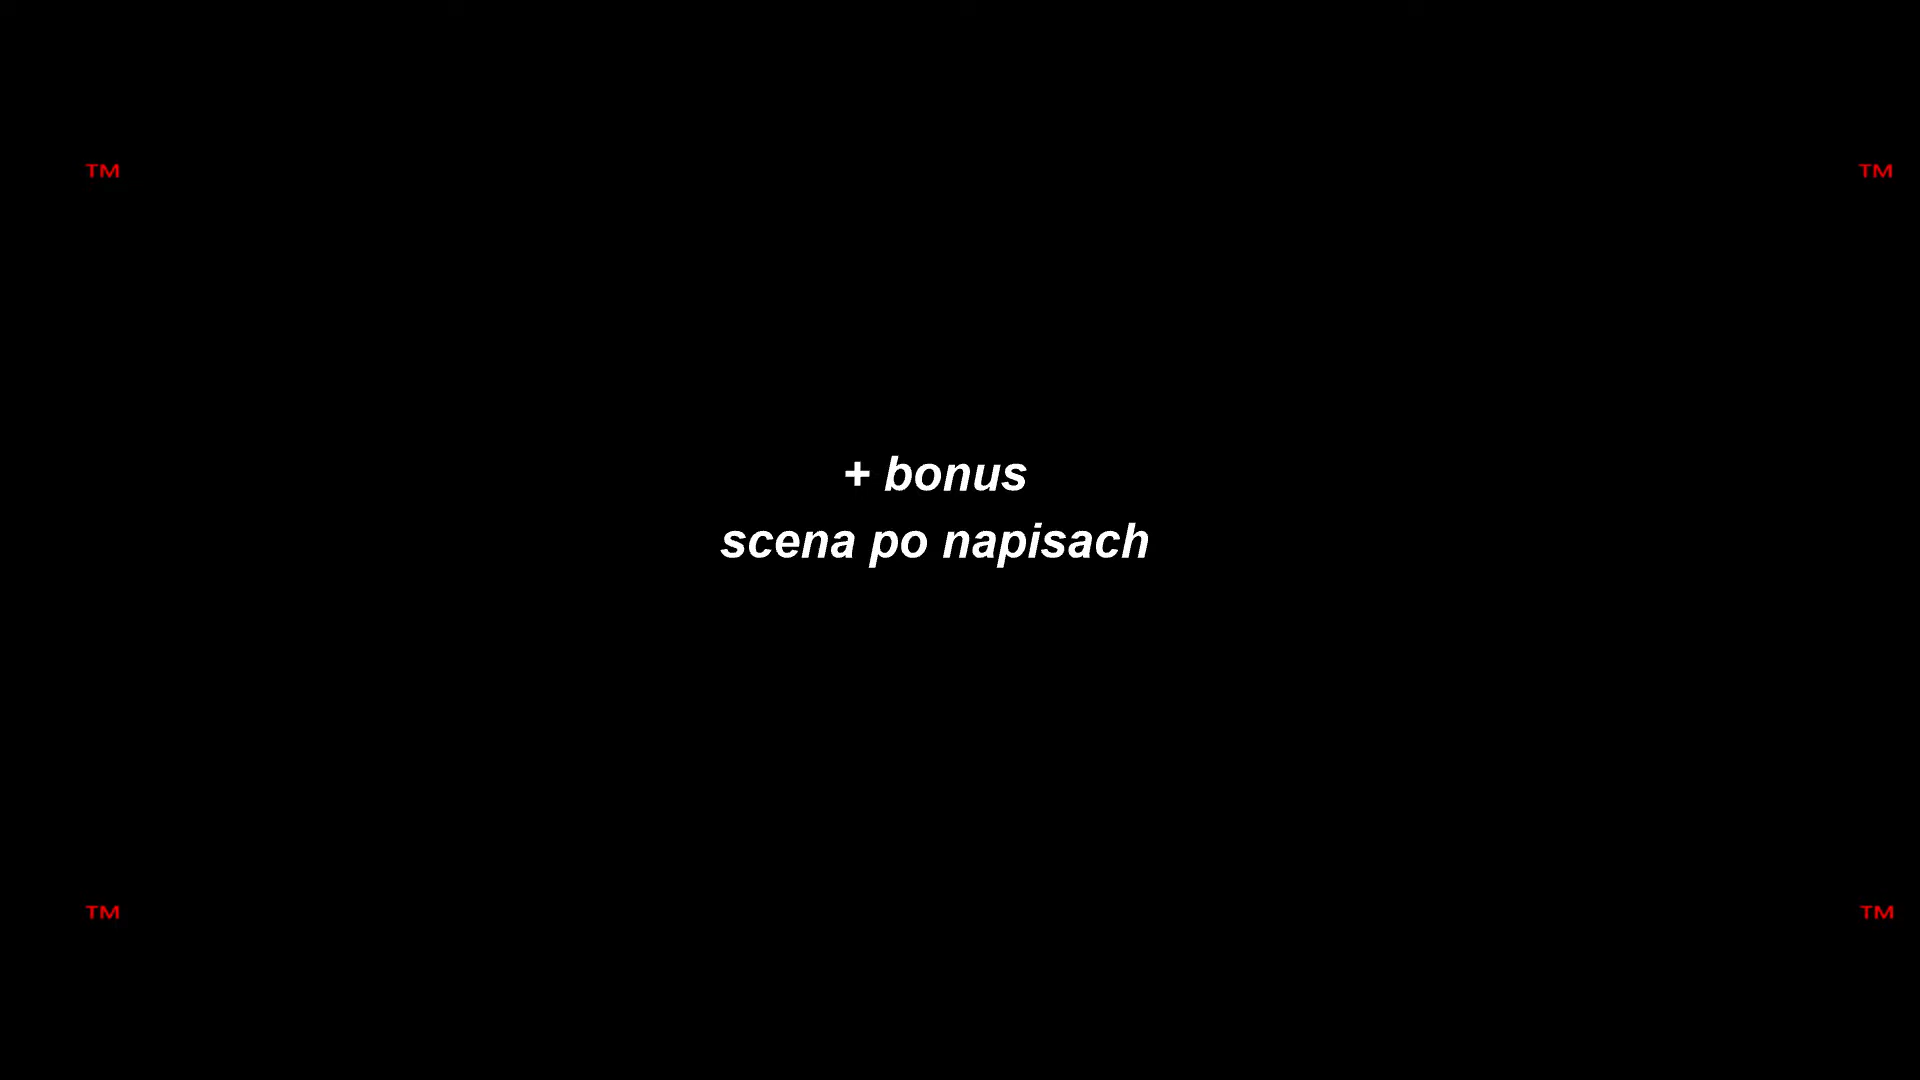 ™ ™
+ bonus
scena po napisach
™ ™